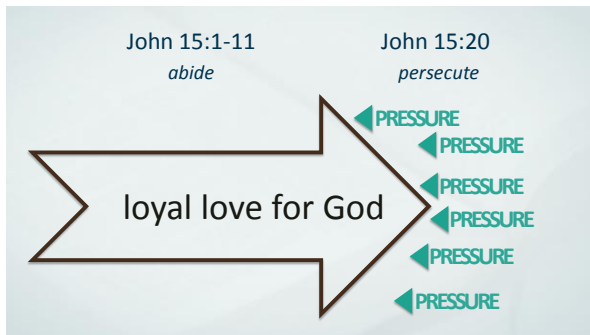 John 15:1-11
abide
John 15:20
persecute
PRESSURE
PRESSURE
PRESSURE
loyal love for God
PRESSURE
PRESSURE
PRESSURE